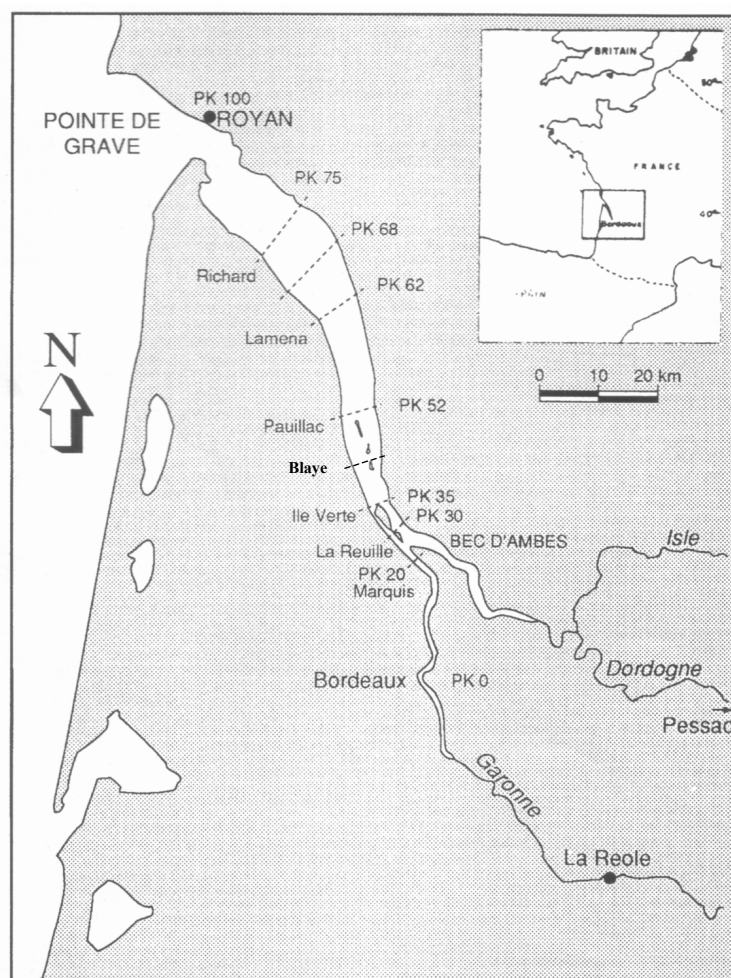 PK 100
ROYAN
POINTE DE
GRAVE
PK 75
PK 68
Richard
PK 62
Lamena
N
PK 52
Pauillac
Blaye
PK 35
Ile Verte
PK 30
BEC D'AMBES
La Reuille
PK 20
Marquis
Isle
Bordeaux
PK 0
Dordogne
Pessac
Garonne
La Reole
BRITAIN
FRANCE
Bordeaux
0 10 20 km